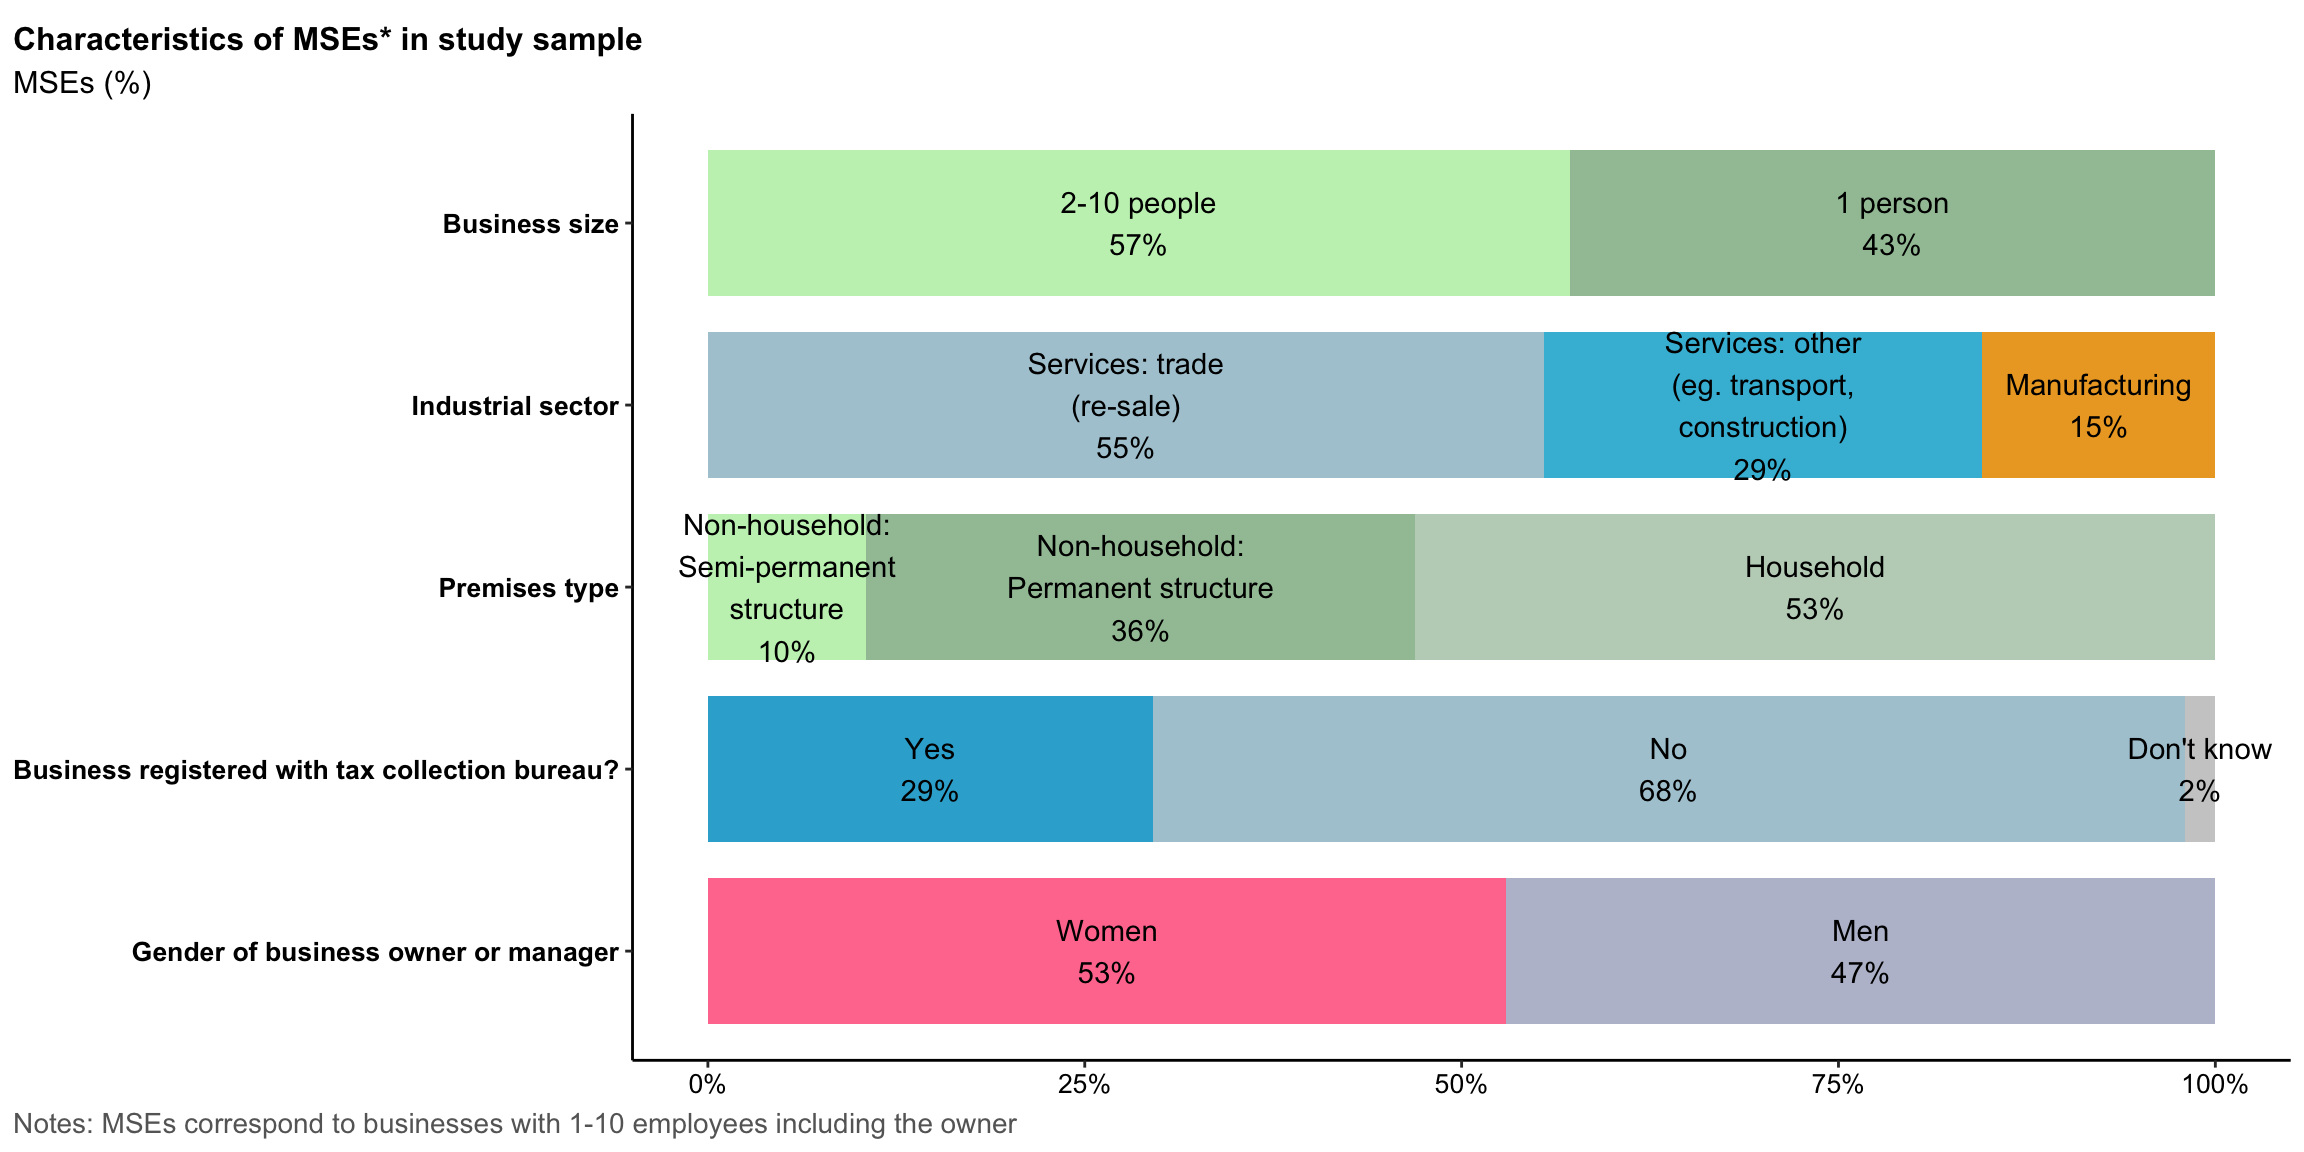 Characteristics of MSEs* in study sample
MSEs (%)
Business size
2-10 people
57%
1 person
43%
Industrial sector
Services: trade
(re-sale)
55%
Services: other
(eg. transport,
construction)
29%
Manufacturing
15%
Premises type
Non-household:
Semi-permanent
structure
10%
Non-household:
Permanent structure
36%
Household
53%
Business registered with tax collection bureau?
Yes
29%
No
68%
Don't know
2%
Gender of business owner or manager
Women
53%
Men
47%
0%
25%
50%
75%
100%
Notes: MSEs correspond to businesses with 1-10 employees including the owner